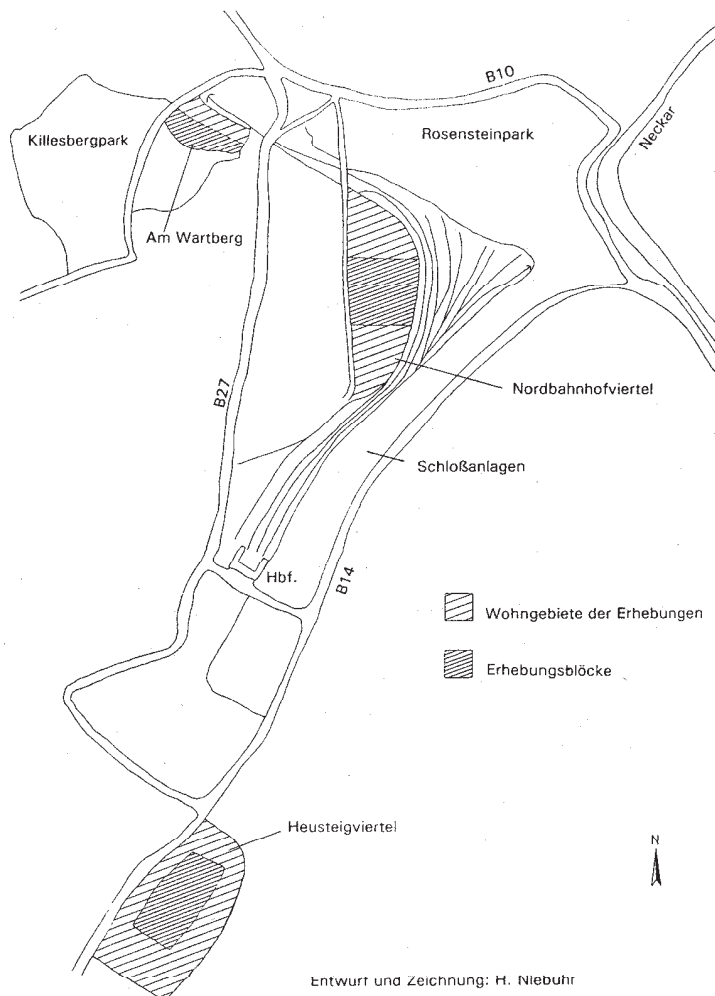 B10
Killesbergpark
Rosensteinpark
Neckar
Am Wartberg
B27
Nordbahnhofviertel
Schloßanlagen
Hbf.
B14
Wohngebiete der Erhebungen
Erhebungsblöcke
Heusteigviertel
N
Entwurf und Zeichnung: H. Niebuhr